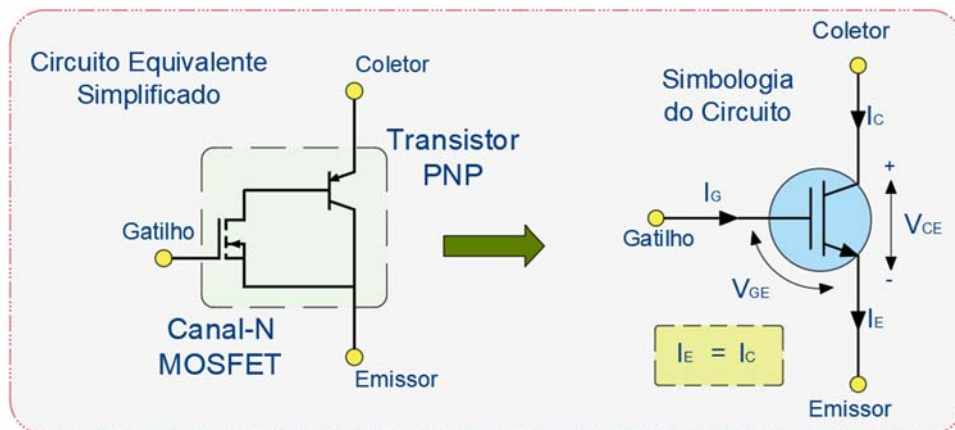 Circuito Equivalente
Simplificado
Coletor
Transistor
PNP
Gatilho
Canal-N
MOSFET
Emissor
Simbologia
do Circuito
Coletor
IC
IG
Gatilho
+
VCE
-
VGE
IE
IE = IC
Emissor